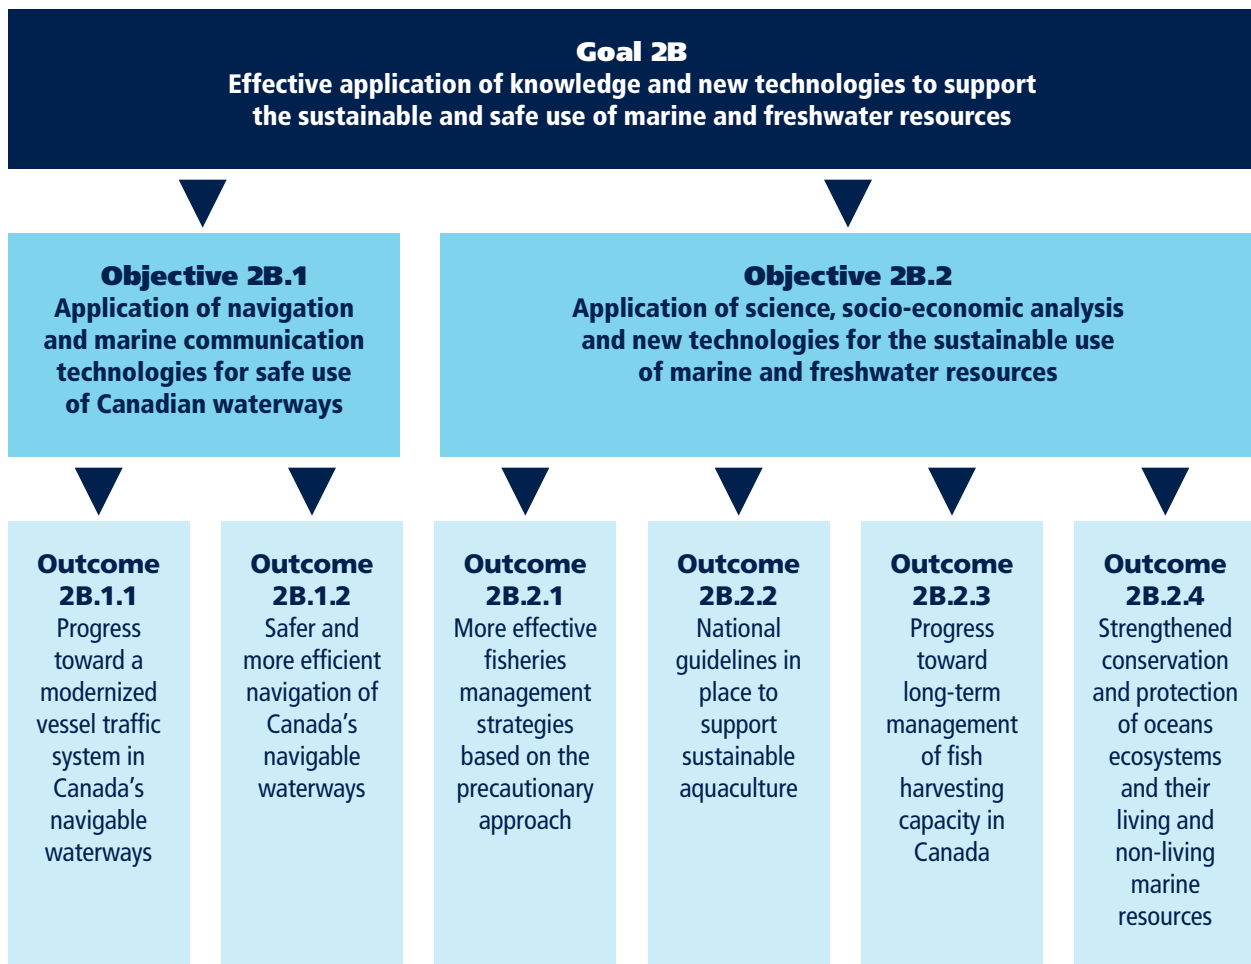 Goal 2B
Effective application of knowledge and new technologies to support
the sustainable and safe use of marine and freshwater resources
Objective 2B.1
Application of navigation
and marine communication
technologies for safe use
of Canadian waterways
Objective 2B.2
Application of science, socio-economic analysis
and new technologies for the sustainable use
of marine and freshwater resources
Outcome
2B.1.1
Progress
toward a
modernized
vessel traffic
system in
Canada's
navigable
waterways
Outcome
2B.1.2
Safer and
more efficient
navigation of
Canada's
navigable
waterways
Outcome
2B.2.1
More effective
fisheries
management
strategies
based on the
precautionary
approach
Outcome
2B.2.2
National
guidelines in
place to
support
sustainable
aquaculture
Outcome
2B.2.3
Progress
toward
long-term
management
of fish
harvesting
capacity in
Canada
Outcome
2B.2.4
Strengthened
conservation
and protection
of oceans
ecosystems
and their
living and
non-living
marine
resources